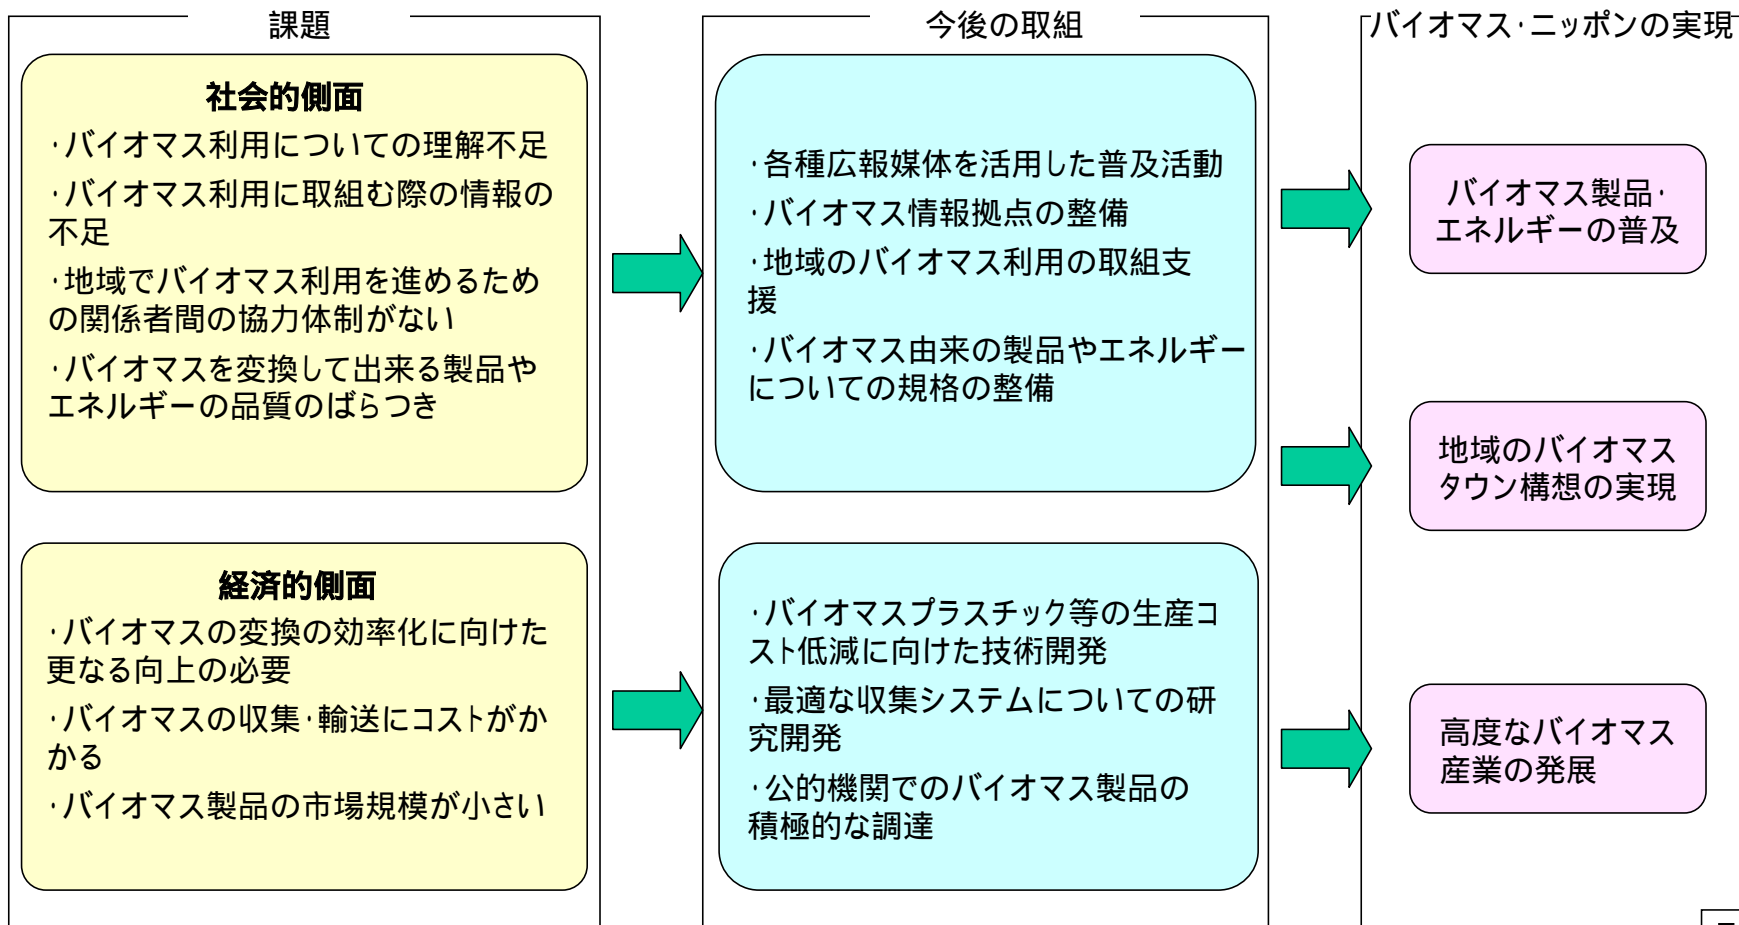 課題
社会的側面
・バイオマス利用についての理解不足
・バイオマス利用に取組む際の情報の
不足
・地域でバイオマス利用を進めるため
の関係者間の協力体制がない
・バイオマスを変換して出来る製品や
エネルギーの品質のばらつき
経済的側面
・バイオマスの変換の効率化に向けた
更なる向上の必要
・バイオマスの収集・輸送にコストがか
かる
・バイオマス製品の市場規模が小さい
今後の取組
・各種広報媒体を活用した普及活動
・バイオマス情報拠点の整備
・地域のバイオマス利用の取組支
援
・バイオマス由来の製品やエネルギー
についての規格の整備
・バイオマスプラスチック等の生産コ
スト低減に向けた技術開発
・最適な収集システムについての研
究開発
・公的機関でのバイオマス製品の
積極的な調達
バイオマス・ニッポンの実現
バイオマス製品・
エネルギーの普及
地域のバイオマス
タウン構想の実現
高度なバイオマス
産業の発展